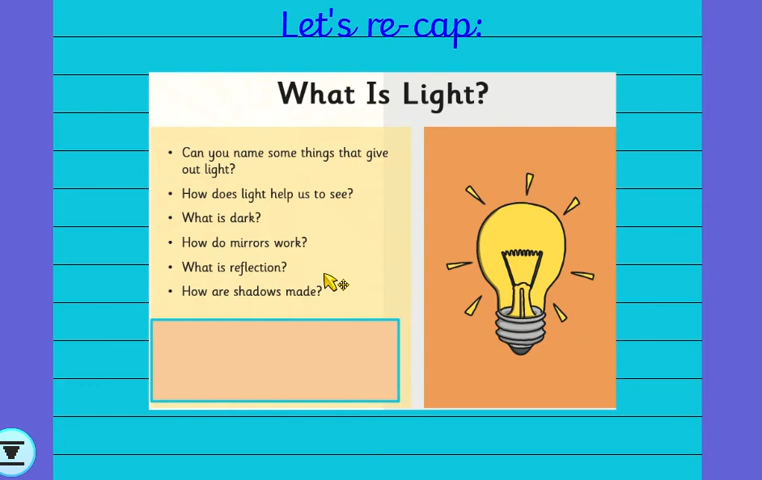 Let's re-cap:
What Is Light?
• Can you name some things that give
out light?
• How does light help us to see?
• What is dark?
• How do mirrors work?
• What is reflection?
• How are shadows made?